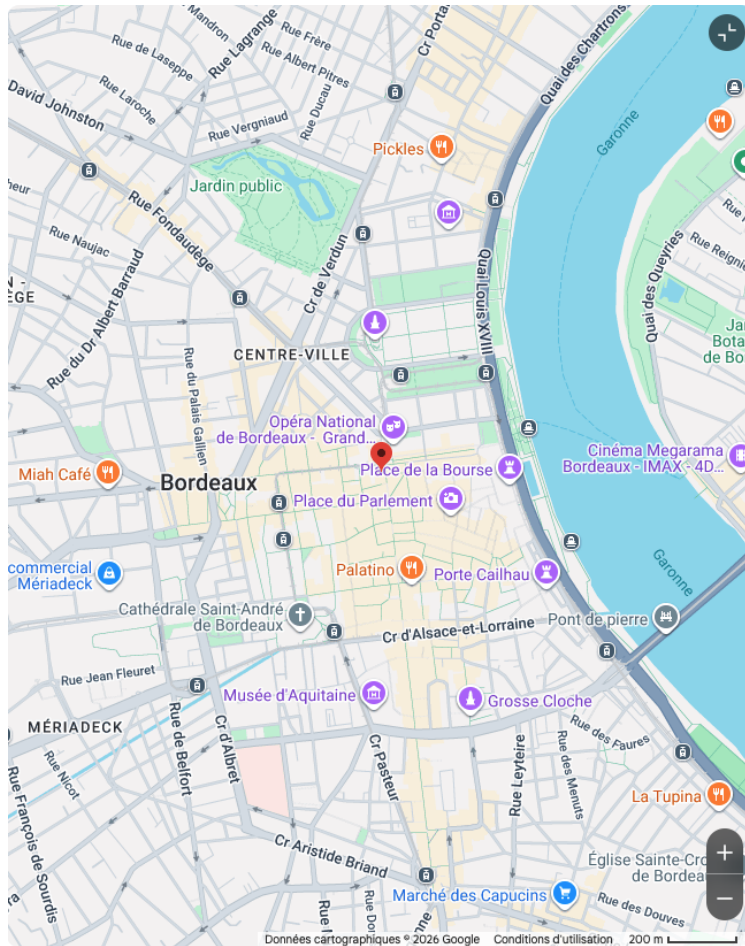 Rue Mandron
Rue Frère
Rue de Laseppe
Rue Lagrange
Rue Albert Pitres
Cr Porta
Quai des Chartrons
David Johnston
Rue Laroche
Rue Ducau
Rue Vergniaud
Garonne
Pickles
Jardin public
Rue Fondaudège
Rue Naujac
Rue du Dr Albert Barraud
Cr de Verdun
Quai Louis XVIII
Quai des Queyries
Rue Reignie
ÈGE
Jar
Bota
de Bo
CENTRE-VILLE
Rue du Palais Gallien
Opéra National
de Bordeaux - Grand...
Place de la Bourse
Cinéma Megarama
Bordeaux - IMAX - 4D...
Miah Café
Bordeaux
Place du Parlement
commercial
Mériadeck
Palatino
Porte Cailhau
Garonne
Cathédrale Saint-André
de Bordeaux
Pont de pierre
Cr d'Alsace-et-Lorraine
Rue Jean Fleuret
Musée d'Aquitaine
Grosse Cloche
MÉRIADECK
Rue de Belfort
Cr d'Albret
Cr Pasteur
Rue Leyteire
Rue des Menuts
Rue des Faures
Rue Nicot
Rue François de Sourdis
La Tupina
Cr Aristide Briand
Église Sainte-Cro
de Bordea
Marché des Capucins
Rue des Douves
Données cartographiques © 2026 Google Conditions d'utilisation 200 m